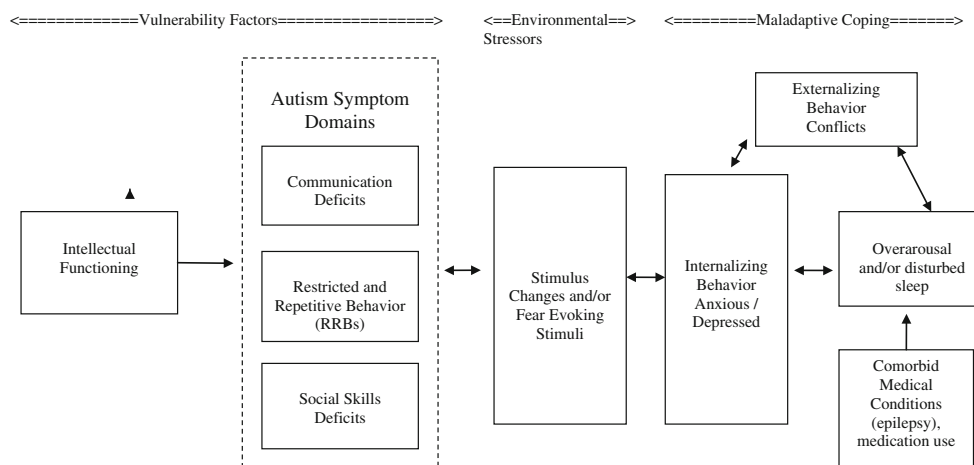 <============Vulnerability Factors===============>
<==Environmental==>
Stressors
<=========Maladaptive Coping=======>
Autism Symptom
Domains
Communication
Deficits
Restricted and
Repetitive Behavior
(RRBs)
Social Skills
Deficits
Intellectual
Functioning
Stimulus
Changes and/or
Fear Evoking
Stimuli
Internalizing
Behavior
Anxious /
Depressed
Externalizing
Behavior
Conflicts
Overarousal
and/or disturbed
sleep
Comorbid
Medical
Conditions
(epilepsy),
medication use